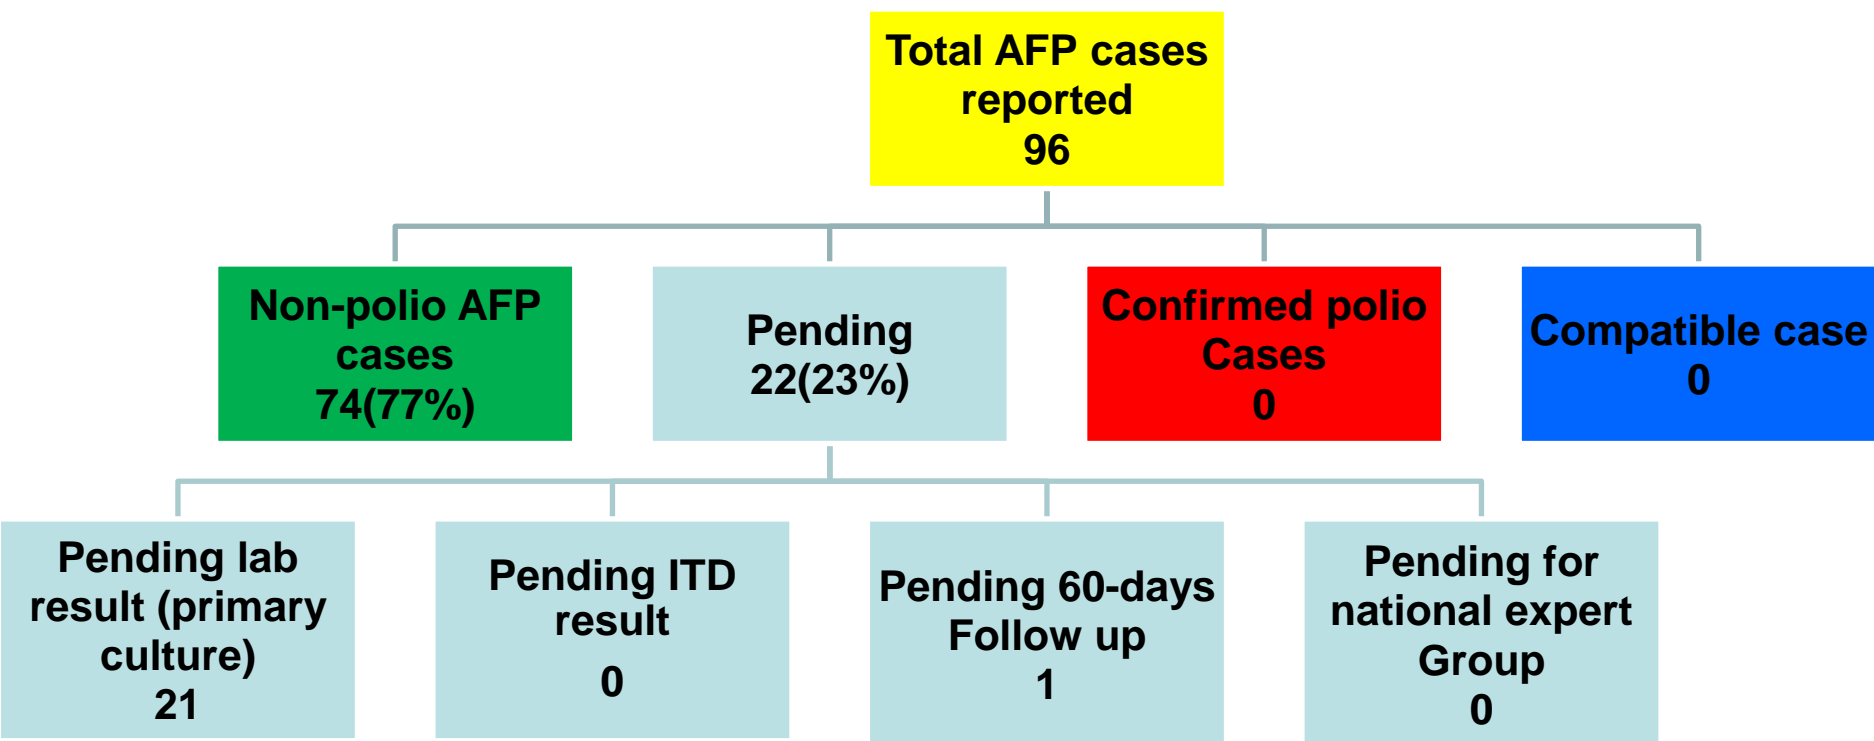 Total AFP cases
reported
96
Non-polio AFP
cases
74(77%)
Pending
22(23%)
Confirmed polio
Cases
0
Compatible case
0
Pending lab
result (primary
culture)
21
Pending ITD
result
0
Pending 60-days
Follow up
1
Pending for
national expert
Group
0